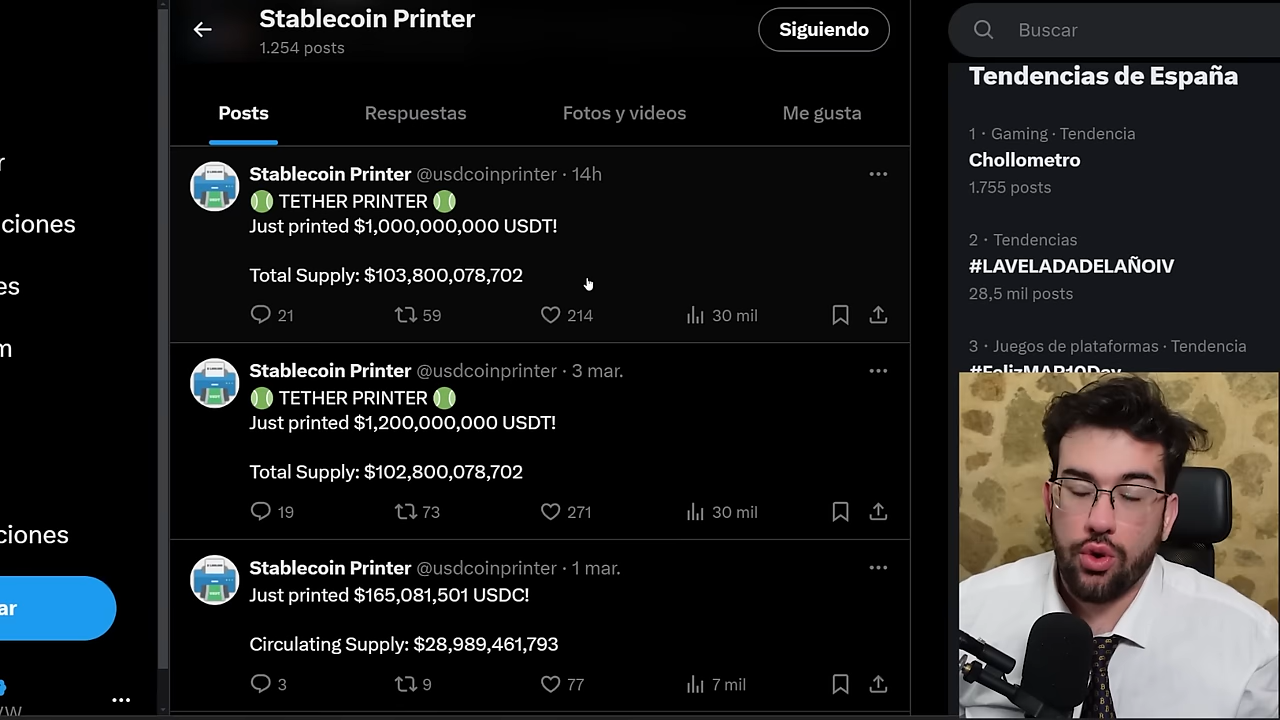 Stablecoin Printer
1.254 posts
Siguiendo
Posts
Respuestas
Fotos y videos
Me gusta
Stablecoin Printer @usdcoinprinter · 14h
TETHER PRINTER
Just printed $1,000,000,000 USDT!
Total Supply: $103,800,078,702
21
59
214
30 mil
Stablecoin Printer @usdcoinprinter · 3 mar.
TETHER PRINTER
Just printed $1,200,000,000 USDT!
Total Supply: $102,800,078,702
19
73
271
30 mil
Stablecoin Printer @usdcoinprinter · 1 mar.
Just printed $165,081,501 USDC!
Circulating Supply: $28,989,461,793
3
9
77
7 mil
r
ciones
es
m
ciones
ar
Buscar
Tendencias de España
1 · Gaming · Tendencia
Chollometro
1.755 posts
2 · Tendencias
#LAVELADADELAÑOIV
28,5 mil posts
3 · Juegos de plataformas · Tendencia
#FelizMAR10Day